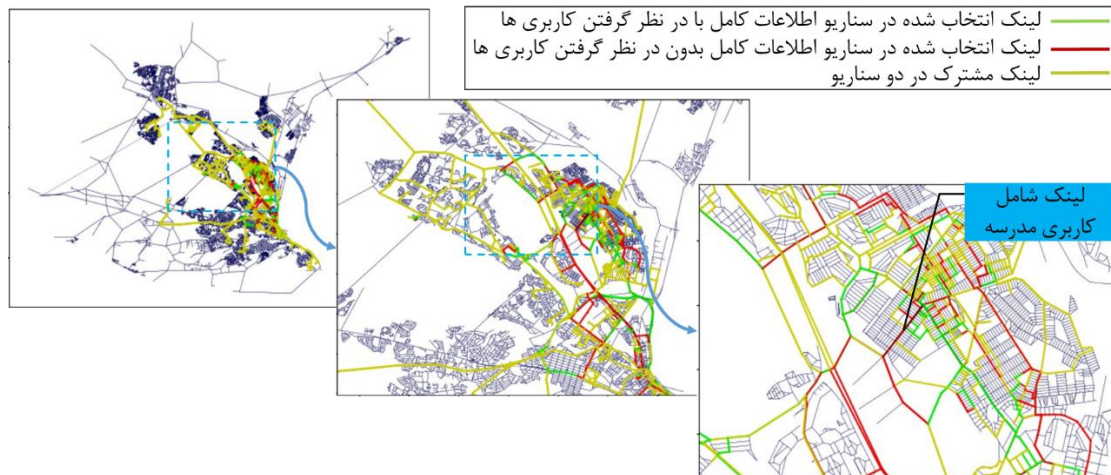 لینک انتخاب شده در سناریو اطلاعات کامل با در نظر گرفتن کاربری ها
لینک انتخاب شده در سناریو اطلاعات کامل بدون در نظر گرفتن کاربری ها
لینک مشترک در دو سناریو
لینک شامل
کاربری مدرسه